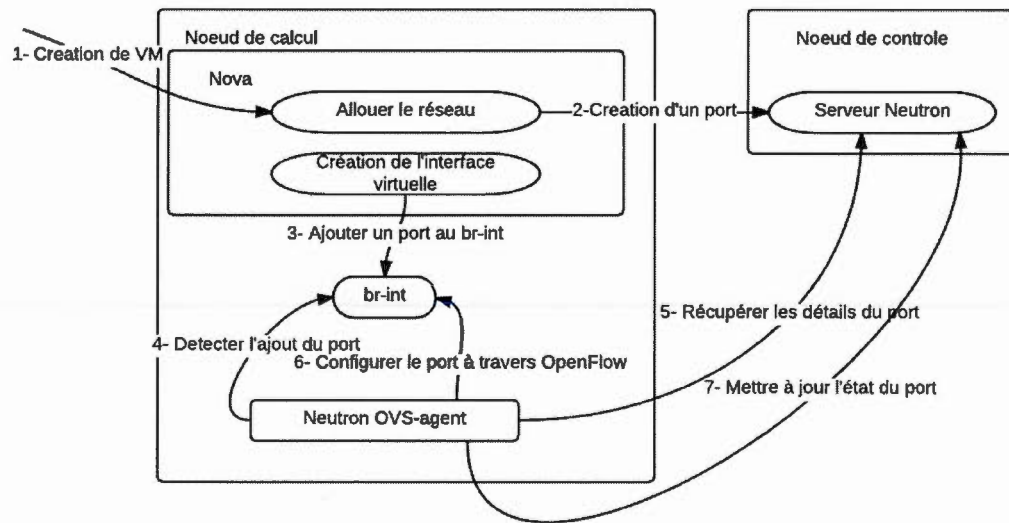 Noeud de calcul
Noeud de controle
1- Creation de VM
Nova
Allouer le réseau
2-Creation d'un port
Serveur Neutron
Création de l'interface
virtuelle
3- Ajouter un port au br-int
br-int
5- Récupérer les détails du port
4- Detecter l'ajout du port
6- Configurer le port à travers OpenFlow
7- Mettre à jour l'état du port
Neutron OVS-agent